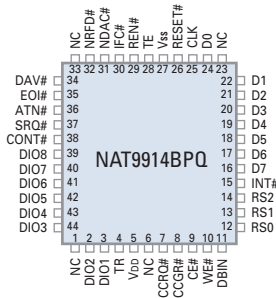 NC NRFD# NDAC# IFC# REN# TE Vss RESET# CLK D0 NC
33 32 31 30 29 28 27 26 25 24 23
DAV# 34 22 D1
EOI# 35 21 D2
ATN# 36 20 D3
SRQ# 37 19 D4
CONT# 38 18 D5
DIO8 39 17 D6
DIO7 40 16 D7
DIO6 41 15 INT#
DIO5 42 14 RS2
DIO4 43 13 RS1
DIO3 44 12 RS0
NAT9914BPQ
1 2 3 4 5 6 7 8 9 10 11
NC DIO2 DIO1 TR VDD NC CCRQ# CCGR# CE# WE# DBIN